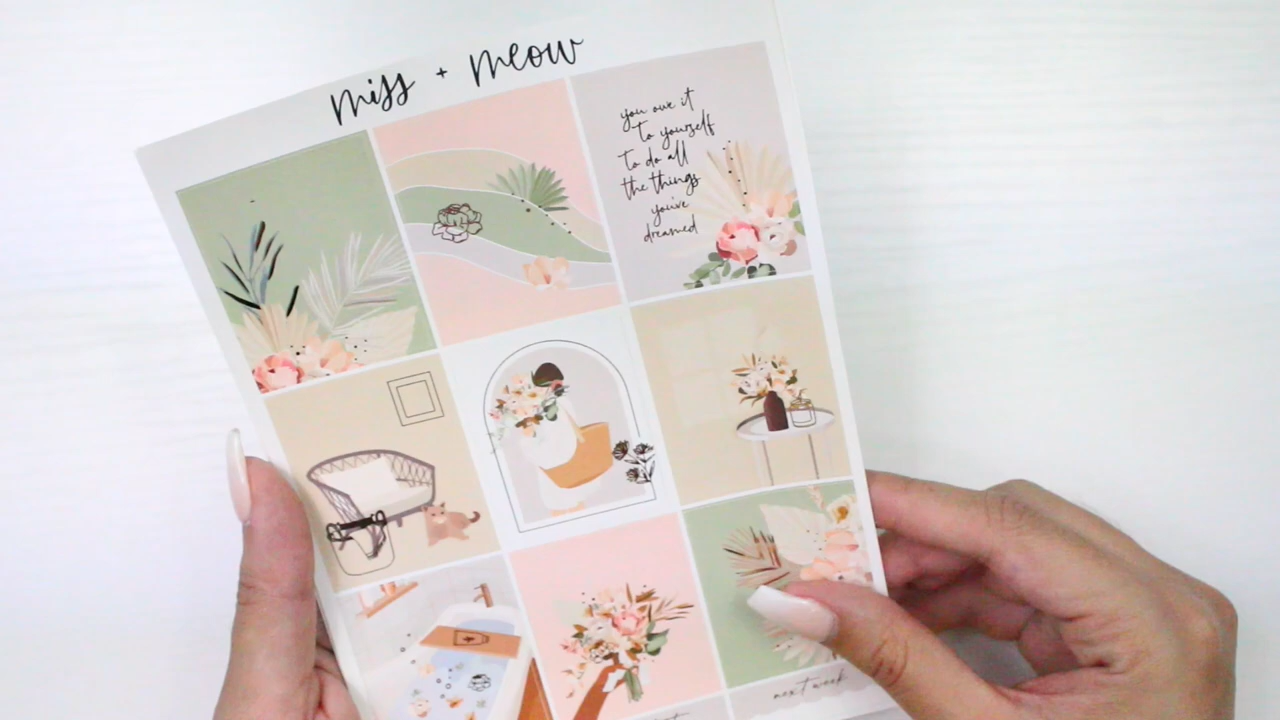 miss + meow
you owe it
to yourself
to do all
the things
you've
dreamed
next week